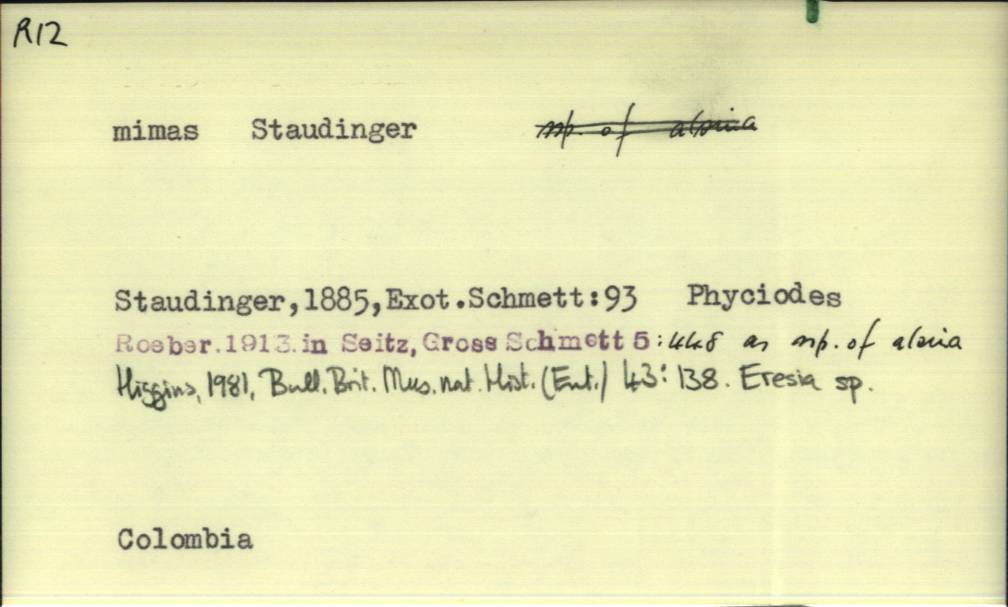 R12
mimas Staudinger ssp. of alsina
Staudinger,1885,Exot.Schmett:93 Phyciodes
Roeber.1913.in Seitz,Gross Schmett 5:448 as ssp. of alsina
Higgins, 1981, Bull. Brit. Mus. nat. Hist. (Ent.) 43: 138. Eresia sp.
Colombia